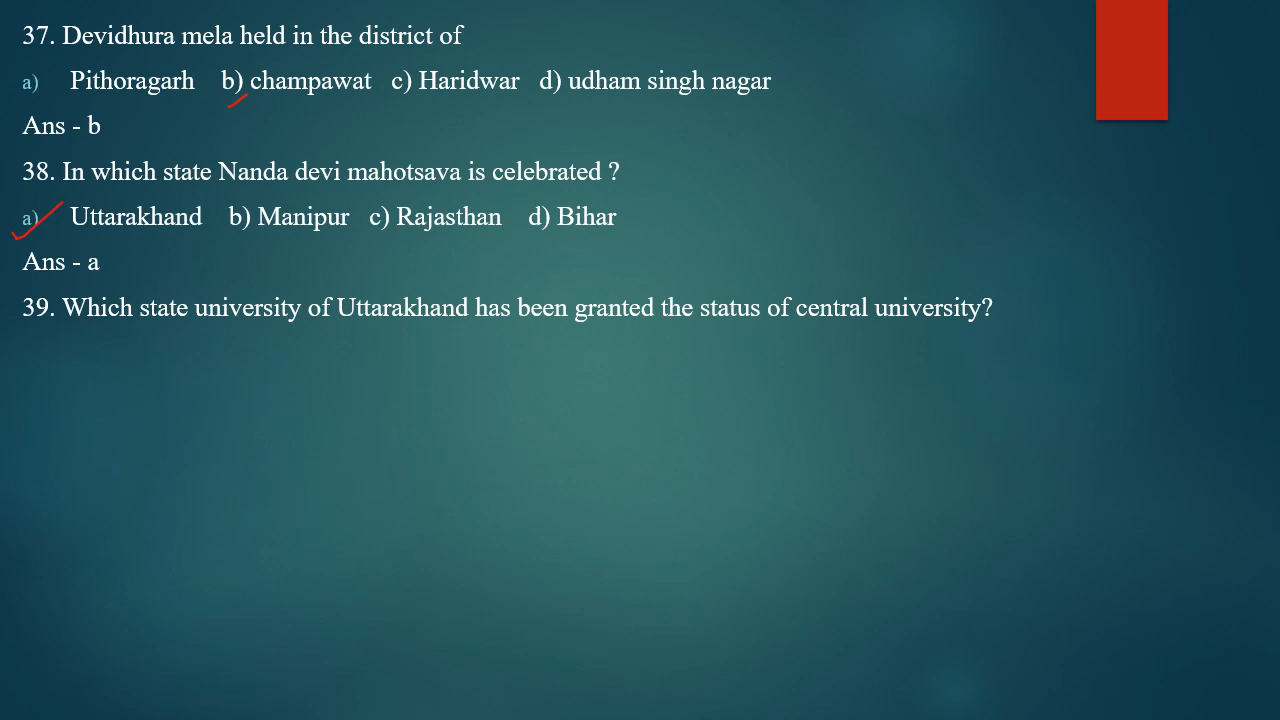 37. Devidhura mela held in the district of
a) Pithoragarh b) champawat c) Haridwar d) udham singh nagar
Ans - b
38. In which state Nanda devi mahotsava is celebrated ?
a) Uttarakhand b) Manipur c) Rajasthan d) Bihar
Ans - a
39. Which state university of Uttarakhand has been granted the status of central university?